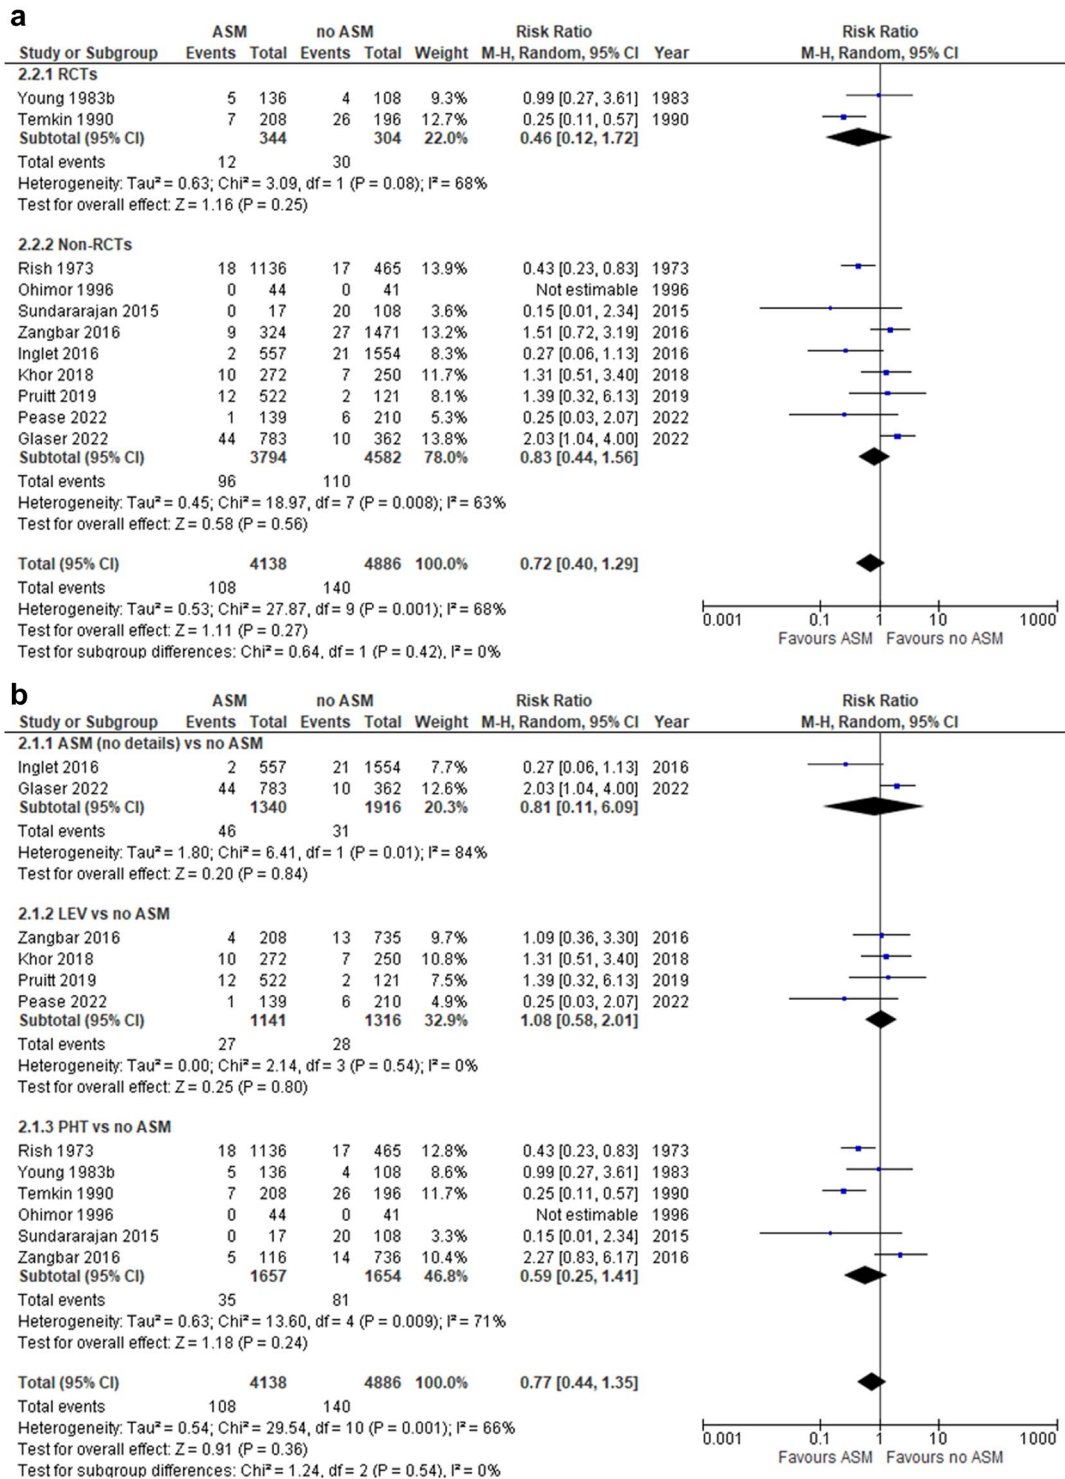 a
ASM no ASM Risk Ratio Risk Ratio
Study or Subgroup Events Total Events Total Weight M-H, Random, 95% CI Year M-H, Random, 95% CI
2.2.1 RCTs
Young 1983b 5 136 4 108 9.3% 0.99 [0.27, 3.61] 1983
Temkin 1990 7 208 26 196 12.7% 0.25 [0.11, 0.57] 1990
Subtotal (95% CI) 344 304 22.0% 0.46 [0.12, 1.72]
Total events 12 30
Heterogeneity: Tau² = 0.63; Chi² = 3.09, df = 1 (P = 0.08); I² = 68%
Test for overall effect: Z = 1.16 (P = 0.25)
2.2.2 Non-RCTs
Rish 1973 18 1136 17 465 13.9% 0.43 [0.23, 0.83] 1973
Ohimor 1996 0 44 0 41 Not estimable 1996
Sundararajan 2015 0 17 20 108 3.6% 0.15 [0.01, 2.34] 2015
Zangbar 2016 9 324 27 1471 13.2% 1.51 [0.72, 3.19] 2016
Inglet 2016 2 557 21 1554 8.3% 0.27 [0.06, 1.13] 2016
Khor 2018 10 272 7 250 11.7% 1.31 [0.51, 3.40] 2018
Pruitt 2019 12 522 2 121 8.1% 1.39 [0.32, 6.13] 2019
Pease 2022 1 139 6 210 5.3% 0.25 [0.03, 2.07] 2022
Glaser 2022 44 783 10 362 13.8% 2.03 [1.04, 4.00] 2022
Subtotal (95% CI) 3794 4582 78.0% 0.83 [0.44, 1.56]
Total events 96 110
Heterogeneity: Tau² = 0.45; Chi² = 18.97, df = 7 (P = 0.008); I² = 63%
Test for overall effect: Z = 0.58 (P = 0.56)
Total (95% CI) 4138 4886 100.0% 0.72 [0.40, 1.29]
Total events 108 140
Heterogeneity: Tau² = 0.53; Chi² = 27.87, df = 9 (P = 0.001); I² = 68%
Test for overall effect: Z = 1.11 (P = 0.27)
Test for subgroup differences: Chi² = 0.64, df = 1 (P = 0.42), I² = 0%
0.001 0.1 1 10 1000
Favours ASM Favours no ASM
b
ASM no ASM Risk Ratio Risk Ratio
Study or Subgroup Events Total Events Total Weight M-H, Random, 95% CI Year M-H, Random, 95% CI
2.1.1 ASM (no details) vs no ASM
Inglet 2016 2 557 21 1554 7.7% 0.27 [0.06, 1.13] 2016
Glaser 2022 44 783 10 362 12.6% 2.03 [1.04, 4.00] 2022
Subtotal (95% CI) 1340 1916 20.3% 0.81 [0.11, 6.09]
Total events 46 31
Heterogeneity: Tau² = 1.80; Chi² = 6.41, df = 1 (P = 0.01); I² = 84%
Test for overall effect: Z = 0.20 (P = 0.84)
2.1.2 LEV vs no ASM
Zangbar 2016 4 208 13 735 9.7% 1.09 [0.36, 3.30] 2016
Khor 2018 10 272 7 250 10.8% 1.31 [0.51, 3.40] 2018
Pruitt 2019 12 522 2 121 7.5% 1.39 [0.32, 6.13] 2019
Pease 2022 1 139 6 210 4.9% 0.25 [0.03, 2.07] 2022
Subtotal (95% CI) 1141 1316 32.9% 1.08 [0.58, 2.01]
Total events 27 28
Heterogeneity: Tau² = 0.00; Chi² = 2.14, df = 3 (P = 0.54); I² = 0%
Test for overall effect: Z = 0.25 (P = 0.80)
2.1.3 PHT vs no ASM
Rish 1973 18 1136 17 465 12.8% 0.43 [0.23, 0.83] 1973
Young 1983b 5 136 4 108 8.6% 0.99 [0.27, 3.61] 1983
Temkin 1990 7 208 26 196 11.7% 0.25 [0.11, 0.57] 1990
Ohimor 1996 0 44 0 41 Not estimable 1996
Sundararajan 2015 0 17 20 108 3.3% 0.15 [0.01, 2.34] 2015
Zangbar 2016 5 116 14 736 10.4% 2.27 [0.83, 6.17] 2016
Subtotal (95% CI) 1657 1654 46.8% 0.59 [0.25, 1.41]
Total events 35 81
Heterogeneity: Tau² = 0.63; Chi² = 13.60, df = 4 (P = 0.009); I² = 71%
Test for overall effect: Z = 1.18 (P = 0.24)
Total (95% CI) 4138 4886 100.0% 0.77 [0.44, 1.35]
Total events 108 140
Heterogeneity: Tau² = 0.54; Chi² = 29.54, df = 10 (P = 0.001); I² = 66%
Test for overall effect: Z = 0.91 (P = 0.36)
Test for subgroup differences: Chi² = 1.24, df = 2 (P = 0.54), I² = 0%
0.001 0.1 1 10 1000
Favours ASM Favours no ASM